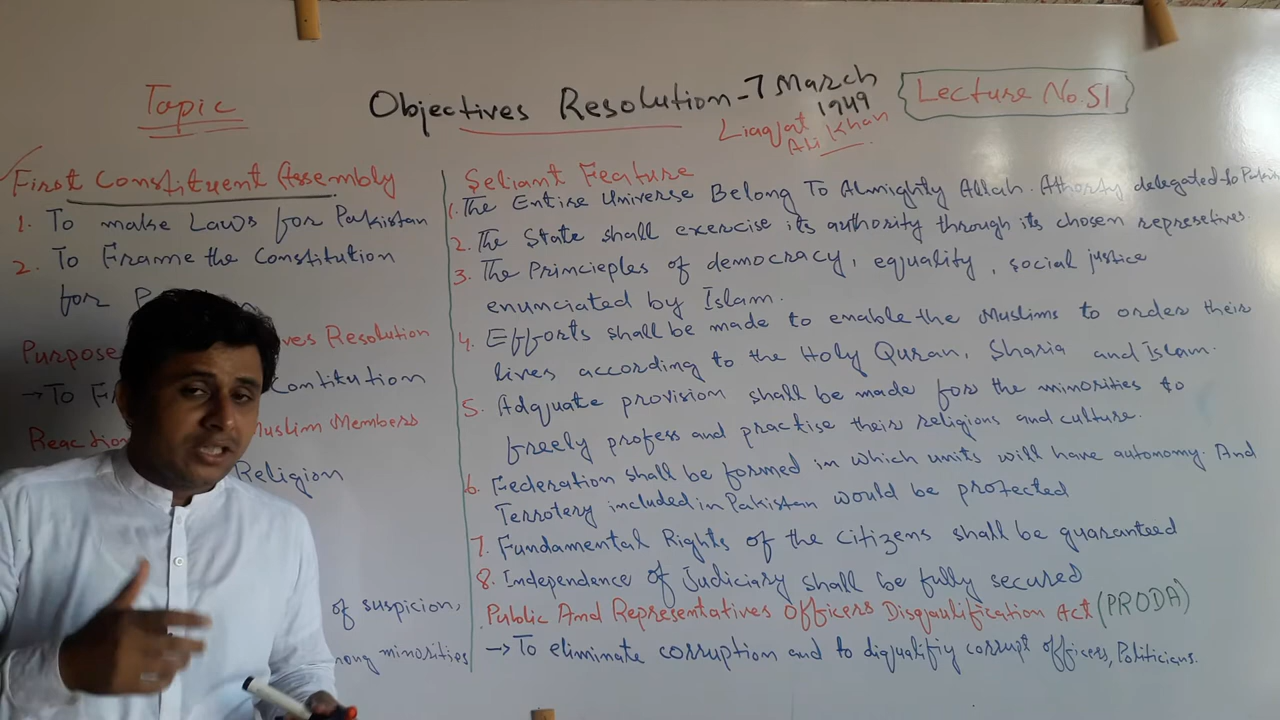 Topic
Objectives Resolution - 7 March
1949
Liaqat
Ali Khan
Lecture No.51
First Constituent Assembly
1. To make Laws for Pakistan
2. To Frame the Constitution
for
Purpose ves Resolution
→ To Contitution
Reaction Muslim Members
Religion
of suspicion,
mong minorities
Seliant Feature
1. The Entire Universe Belong To Almighty Allah. Athorty delegated to
2. The State shall exercise its authority through its chosen represetives
3. The Princieples of democracy, equality, social justice
enunciated by Islam.
4. Efforts shall be made to enable the Muslims to order their
lives according to the Holy Quran, Sharia and Islam.
5. Adquate provision shall be made for the minorities to
freely profess and practise their religions and culture.
6. Federation shall be formed in which units will have autonomy. And
Terrotery included in Pakistan would be protected
7. Fundamental Rights of the citizens shall be guaranteed
8. Independence of Judiciary shall be fully secured
Public And Representatives Officers Disqaulification Act (PRODA)
→ To eliminate corruption and to diqualifiy corrupt officers, Politicians.